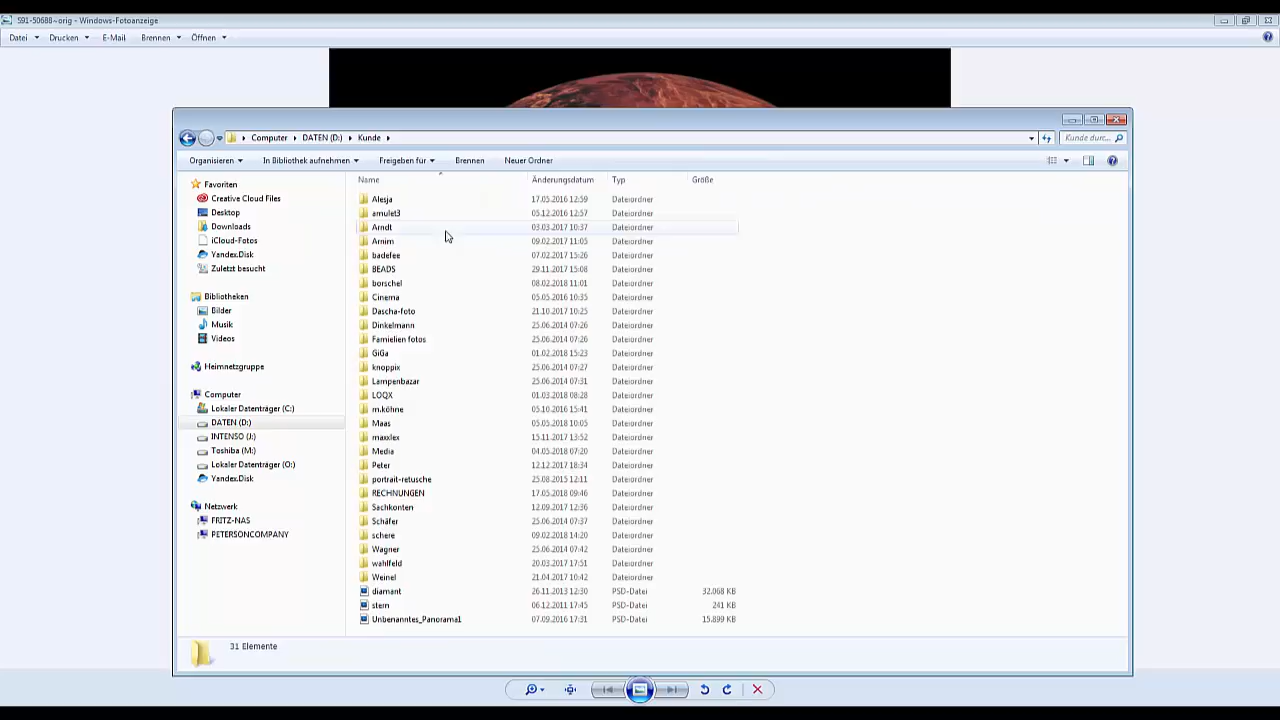 S91-50688~orig - Windows-Fotoanzeige
Datei Drucken E-Mail Brennen Öffnen
Computer DATEN (D:) Kunde Kunde durc...
Organisieren In Bibliothek aufnehmen Freigeben für Brennen Neuer Ordner
Name Änderungsdatum Typ Größe
Favoriten
Creative Cloud Files
Desktop
Downloads
iCloud-Fotos
Yandex.Disk
Zuletzt besucht
Bibliotheken
Bilder
Musik
Videos
Heimnetzgruppe
Computer
Lokaler Datenträger (C:)
DATEN (D:)
INTENSO (J:)
Toshiba (M:)
Lokaler Datenträger (O:)
Yandex.Disk
Netzwerk
FRITZ-NAS
PETERSONCOMPANY
Alesja 17.05.2016 12:59 Dateiordner
amulet3 05.12.2016 12:57 Dateiordner
Arndt 03.03.2017 10:37 Dateiordner
Arnim 09.02.2017 11:05 Dateiordner
badefee 07.02.2017 15:26 Dateiordner
BEADS 29.11.2017 15:08 Dateiordner
borschel 08.02.2018 11:01 Dateiordner
Cinema 05.05.2016 10:35 Dateiordner
Dascha-foto 21.10.2017 10:25 Dateiordner
Dinkelmann 25.06.2014 07:26 Dateiordner
Famielien fotos 25.06.2014 07:26 Dateiordner
GiGa 01.02.2018 15:23 Dateiordner
knoppix 25.06.2014 07:27 Dateiordner
Lampenbazar 25.06.2014 07:31 Dateiordner
LOQX 01.03.2018 08:28 Dateiordner
m.köhne 05.10.2016 15:41 Dateiordner
Maas 05.05.2018 10:05 Dateiordner
maxxlex 15.11.2017 13:52 Dateiordner
Media 04.05.2018 07:20 Dateiordner
Peter 12.12.2017 18:34 Dateiordner
portrait-retusche 25.08.2015 12:11 Dateiordner
RECHNUNGEN 17.05.2018 09:46 Dateiordner
Sachkonten 12.09.2017 12:36 Dateiordner
Schäfer 25.06.2014 07:37 Dateiordner
schere 09.02.2018 14:20 Dateiordner
Wagner 25.06.2014 07:42 Dateiordner
wahlfeld 20.03.2017 17:51 Dateiordner
Weinel 21.04.2017 10:42 Dateiordner
diamant 26.11.2013 12:30 PSD-Datei 32.068 KB
stern 06.12.2011 17:45 PSD-Datei 241 KB
Unbenanntes_Panorama1 07.09.2016 17:31 PSD-Datei 15.899 KB
31 Elemente